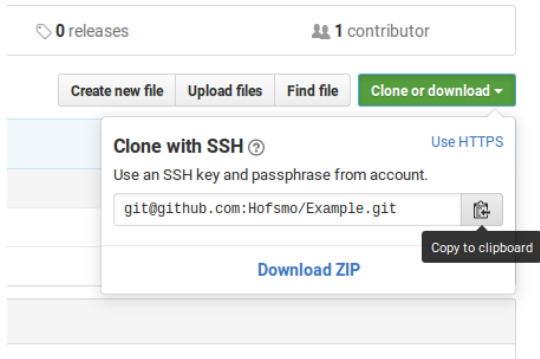 0 releases
1 contributor
Create new file
Upload files
Find file
Clone or download
Clone with SSH ?
Use HTTPS
Use an SSH key and passphrase from account.
git@github.com:Hofsmo/Example.git
Copy to clipboard
Download ZIP